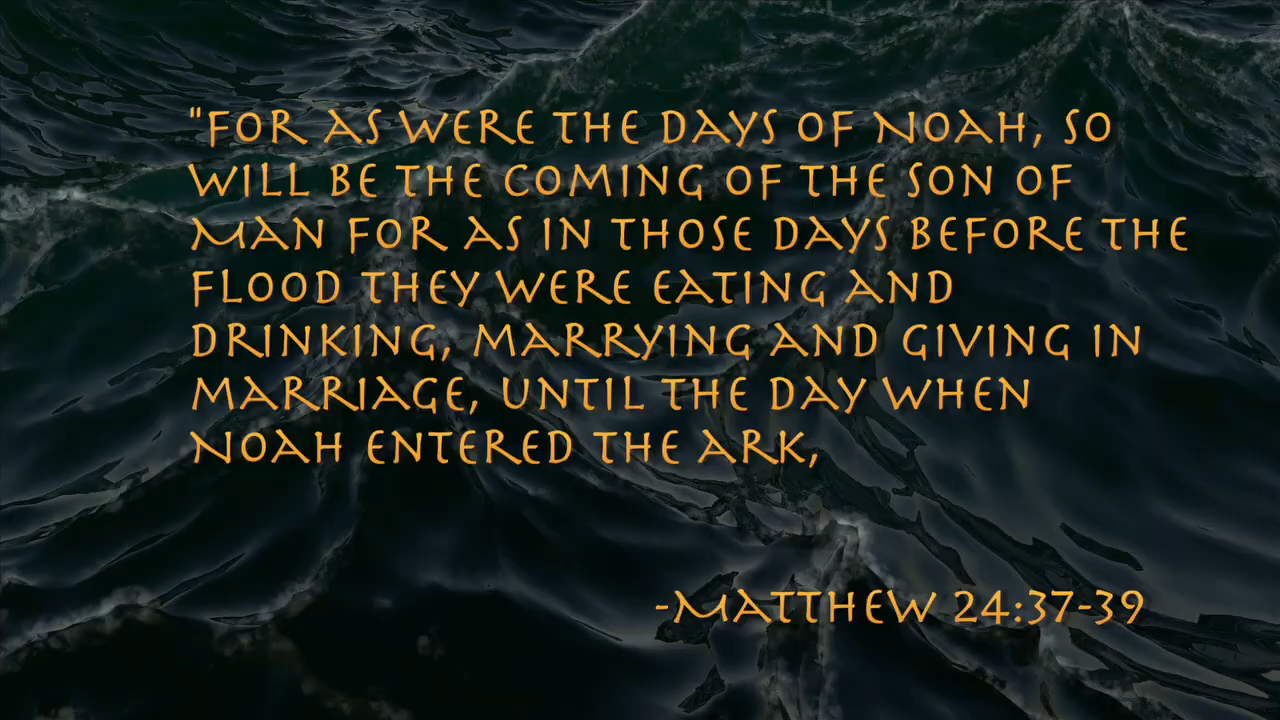 "For as were the days of Noah, so
will be the coming of the Son of
Man for as in those days before the
flood they were eating and
drinking, marrying and giving in
marriage, until the day when
Noah entered the ark,
-Matthew 24:37-39